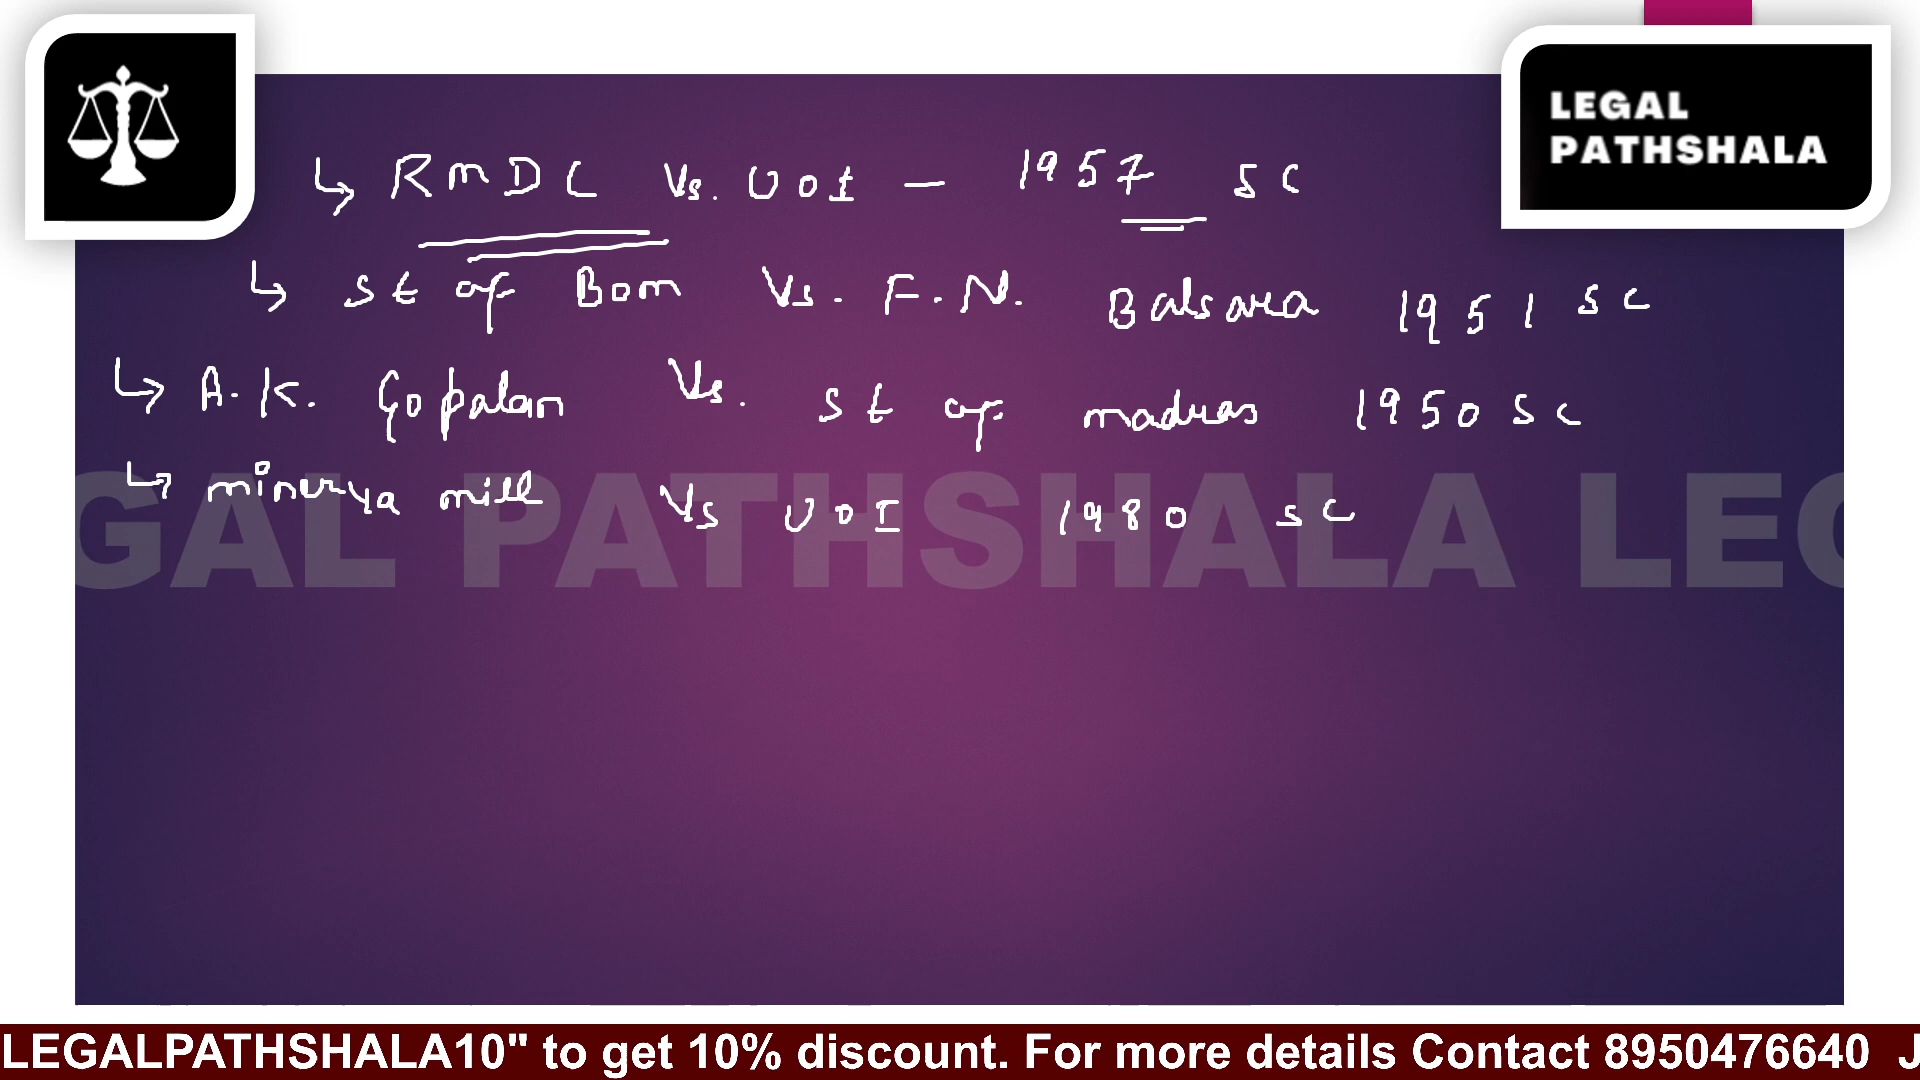 LEGAL
PATHSHALA
↳ RMDC Vs. UOI — 1957 SC
↳ St of Bom Vs. F.N. Balsara 1951 SC
↳ A.K. Gopalan Vs. St of madras 1950 SC
↳ minerva mill Vs UOI 1980 SC
GAL PATHSHALA LEG
LEGALPATHSHALA10" to get 10% discount. For more details Contact 8950476640 J